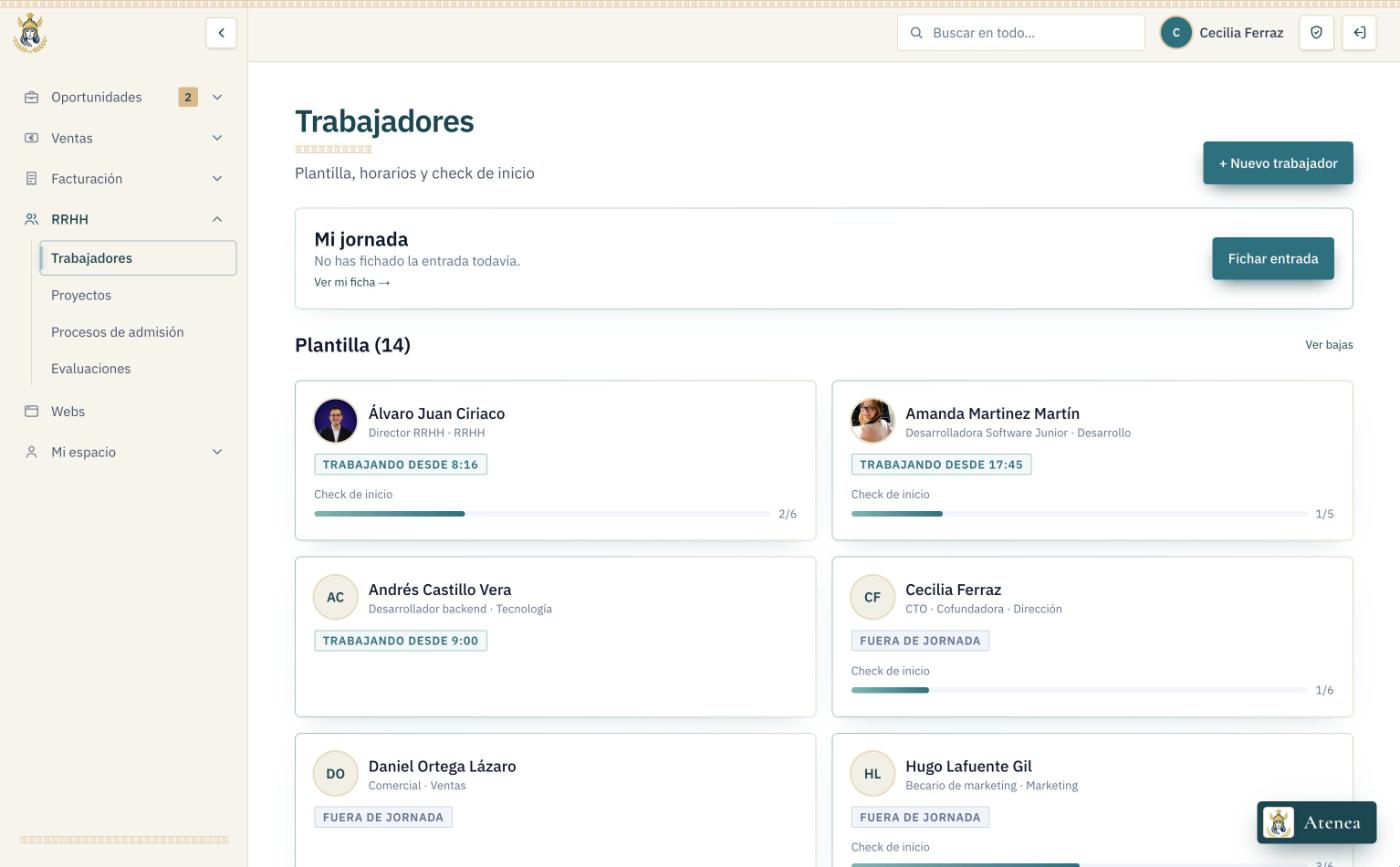 Buscar en todo...
C
Cecilia Ferraz
Oportunidades 2
Ventas
Facturación
RRHH
Trabajadores
Proyectos
Procesos de admisión
Evaluaciones
Webs
Mi espacio
Trabajadores
Plantilla, horarios y check de inicio
+ Nuevo trabajador
Mi jornada
No has fichado la entrada todavía.
Ver mi ficha →
Fichar entrada
Plantilla (14)
Ver bajas
Álvaro Juan Ciriaco
Director RRHH · RRHH
TRABAJANDO DESDE 8:16
Check de inicio
2/6
Amanda Martinez Martín
Desarrolladora Software Junior · Desarrollo
TRABAJANDO DESDE 17:45
Check de inicio
1/5
AC
Andrés Castillo Vera
Desarrollador backend · Tecnología
TRABAJANDO DESDE 9:00
CF
Cecilia Ferraz
CTO · Cofundadora · Dirección
FUERA DE JORNADA
Check de inicio
1/6
DO
Daniel Ortega Lázaro
Comercial · Ventas
FUERA DE JORNADA
HL
Hugo Lafuente Gil
Becario de marketing · Marketing
FUERA DE JORNADA
Check de inicio
Atenea